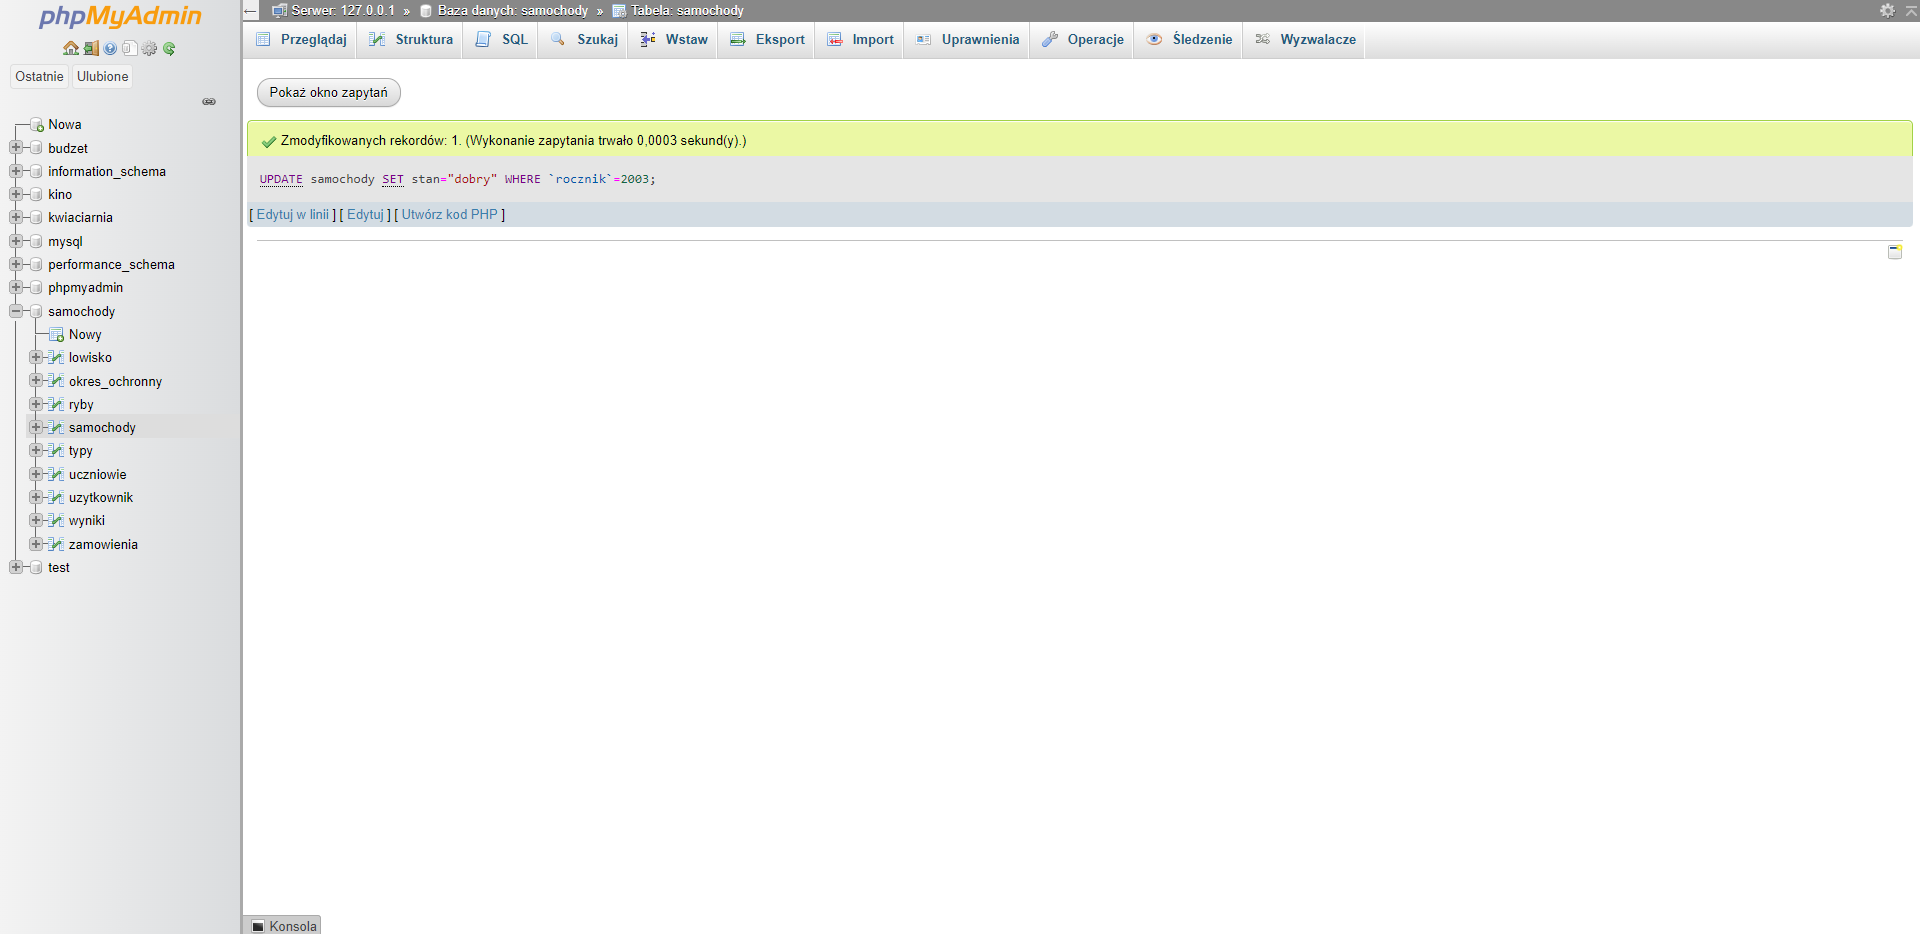 phpMyAdmin
Ostatnie Ulubione
Nowa
budzet
information_schema
kino
kwiaciarnia
mysql
performance_schema
phpmyadmin
samochody
Nowy
lowisko
okres_ochronny
ryby
samochody
typy
uczniowie
uzytkownik
wyniki
zamowienia
test
← Serwer: 127.0.0.1 » Baza danych: samochody » Tabela: samochody
Przeglądaj Struktura SQL Szukaj Wstaw Eksport Import Uprawnienia Operacje Śledzenie Wyzwalacze
Pokaż okno zapytań
Zmodyfikowanych rekordów: 1. (Wykonanie zapytania trwało 0,0003 sekund(y).)
UPDATE samochody SET stan="dobry" WHERE `rocznik`=2003;
[ Edytuj w linii ] [ Edytuj ] [ Utwórz kod PHP ]
Konsola